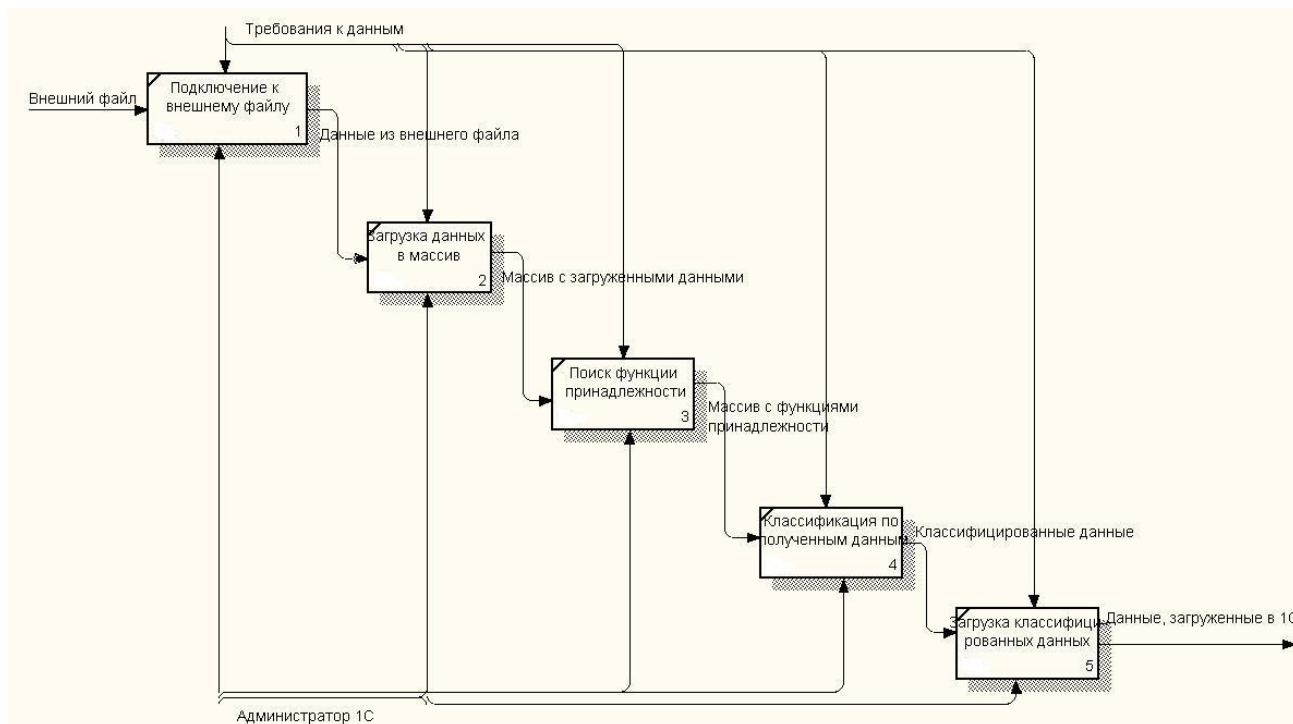 Требования к данным
Внешний файл
Подключение к
внешнему файлу
1
Данные из внешнего файла
Загрузка данных
в массив
2
Массив с загруженными данными
Поиск функции
принадлежности
3
Массив с функциями
принадлежности
Классификация по
полученным данным
4
Классифицированные данные
Загрузка классифици-
рованных данных
5
Данные, загруженные в 1С
Администратор 1С